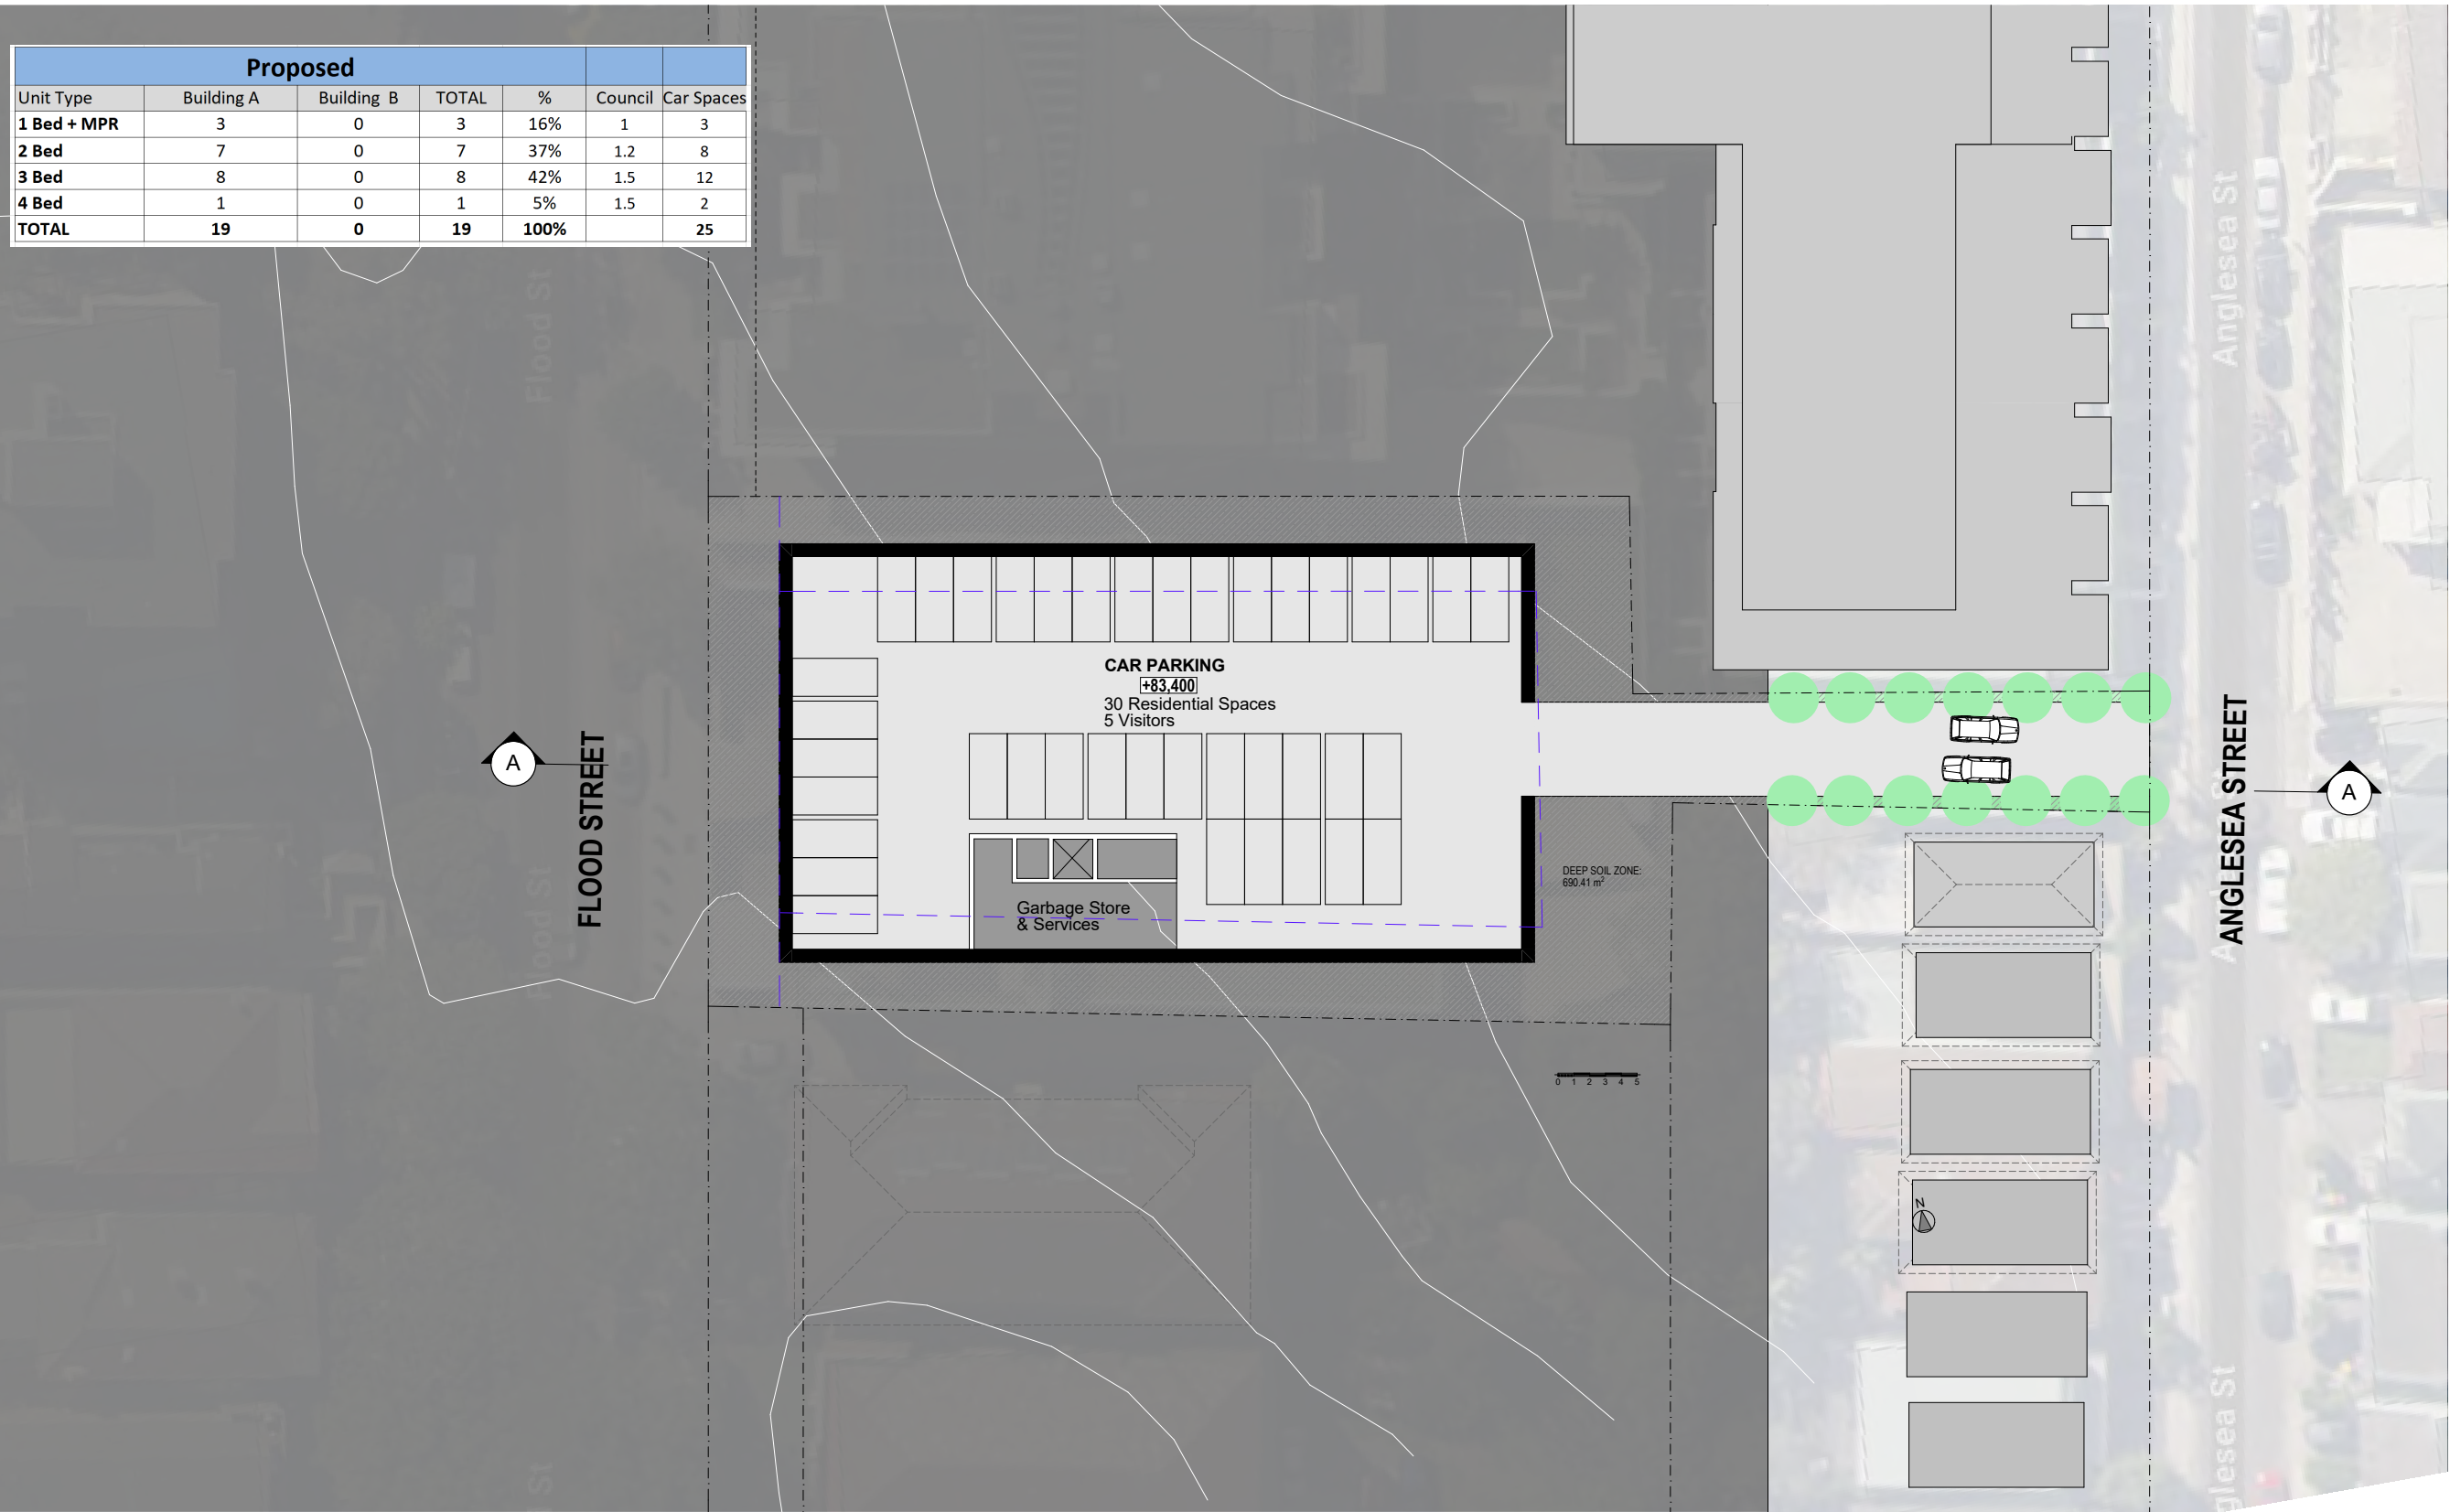 Proposed
Unit Type Building A Building B TOTAL % Council Car Spaces
1 Bed + MPR 3 0 3 16% 1 3
2 Bed 7 0 7 37% 1.2 8
3 Bed 8 0 8 42% 1.5 12
4 Bed 1 0 1 5% 1.5 2
TOTAL 19 0 19 100% 25
Flood St
Anglesea St
CAR PARKING
+83,400
30 Residential Spaces
5 Visitors
A
FLOOD STREET
ANGLESEA STREET
A
DEEP SOIL ZONE:
690.41 m²
Garbage Store
& Services
Flood St
0 1 2 3 4 5
N
glesea St
St